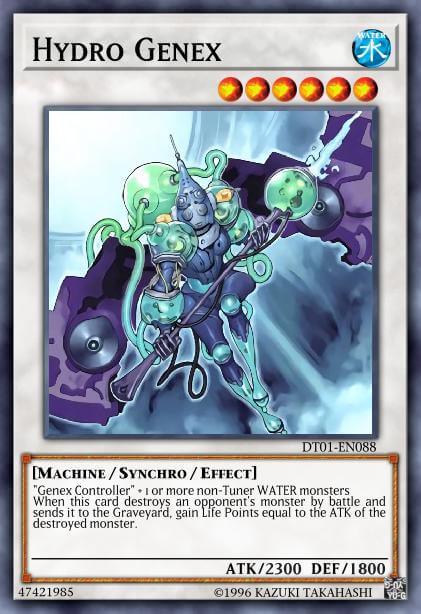 HYDRO GENEX
WATER
水
DT01-EN088
[MACHINE / SYNCHRO / EFFECT]
"Genex Controller" + 1 or more non-Tuner WATER monsters
When this card destroys an opponent's monster by battle and
sends it to the Graveyard, gain Life Points equal to the ATK of the
destroyed monster.
ATK/2300 DEF/1800
47421985
©1996 KAZUKI TAKAHASHI